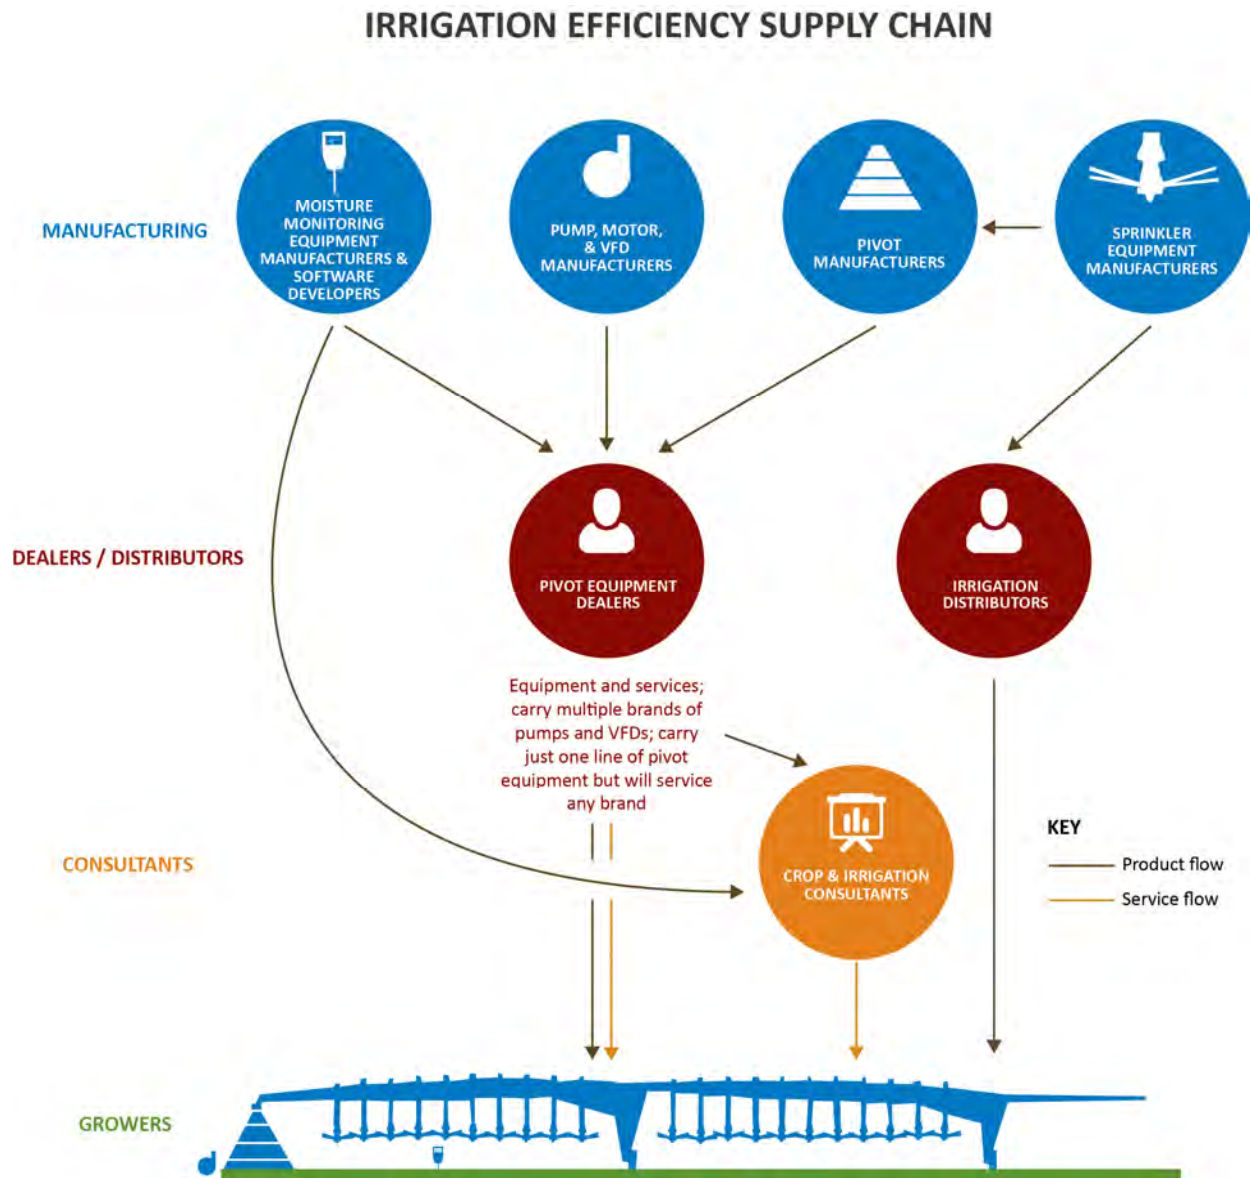 IRRIGATION EFFICIENCY SUPPLY CHAIN
MANUFACTURING
MOISTURE
MONITORING
EQUIPMENT
MANUFACTURERS &
SOFTWARE
DEVELOPERS
PUMP, MOTOR,
& VFD
MANUFACTURERS
PIVOT
MANUFACTURERS
SPRINKLER
EQUIPMENT
MANUFACTURERS
DEALERS / DISTRIBUTORS
PIVOT EQUIPMENT
DEALERS
IRRIGATION
DISTRIBUTORS
Equipment and services;
carry multiple brands of
pumps and VFDs; carry
just one line of pivot
equipment but will service
any brand
CONSULTANTS
CROP & IRRIGATION
CONSULTANTS
KEY
Product flow
Service flow
GROWERS